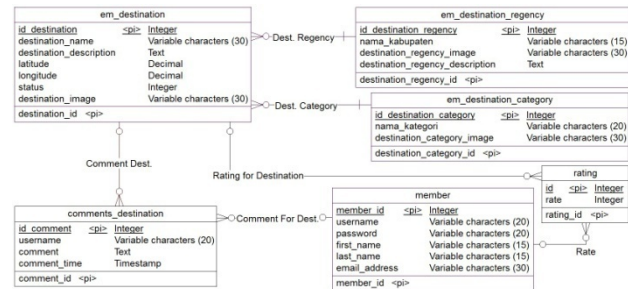 em_destination
id_destination <pi> Integer
destination_name Variable characters (30)
destination_description Text
latitude Decimal
longitude Decimal
status Integer
destination_image Variable characters (30)
destination_id <pi>
Dest. Regency
em_destination_regency
id_destination_regency <pi> Integer
nama_kabupaten Variable characters (15)
destination_regency_image Variable characters (30)
destination_regency_description Text
destination_regency_id <pi>
Dest. Category
em_destination_category
id_destination_category <pi> Integer
nama_kategori Variable characters (20)
destination_category_image Variable characters (30)
destination_category_id <pi>
Comment Dest.
Rating for Destination
rating
id <pi> Integer
rate Integer
rating_id <pi>
comments_destination
id_comment <pi> Integer
username Variable characters (20)
comment Text
comment_time Timestamp
comment_id <pi>
Comment For Dest.
member
member_id <pi> Integer
username Variable characters (20)
password Variable characters (20)
first_name Variable characters (15)
last_name Variable characters (15)
email_address Variable characters (30)
member_id <pi>
Rate